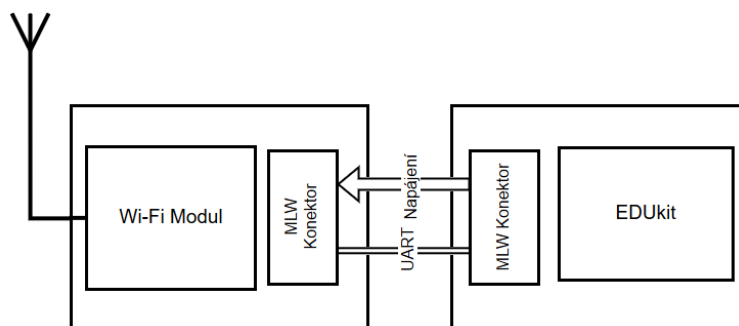 Wi-Fi Modul
MLW
Konektor
Napájení
UART
MLW Konektor
EDUkit